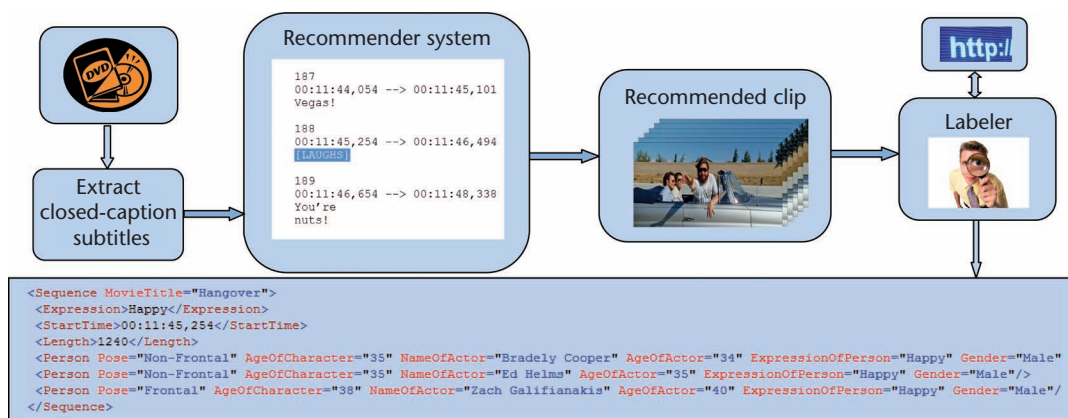 DVD
Extract
closed-caption
subtitles
Recommender system
187
00:11:44,054 --> 00:11:45,101
Vegas!
188
00:11:45,254 --> 00:11:46,494
[LAUGHS]
189
00:11:46,654 --> 00:11:48,338
You're
nuts!
Recommended clip
http:/
Labeler
<Sequence MovieTitle="Hangover">
<Expression>Happy</Expression>
<StartTime>00:11:45,254</StartTime>
<Length>1240</Length>
<Person Pose="Non-Frontal" AgeOfCharacter="35" NameOfActor="Bradely Cooper" AgeOfActor="34" ExpressionOfPerson="Happy" Gender="Male"
<Person Pose="Non-Frontal" AgeOfCharacter="35" NameOfActor="Ed Helms" AgeOfActor="35" ExpressionOfPerson="Happy" Gender="Male"/>
<Person Pose="Frontal" AgeOfCharacter="38" NameOfActor="Zach Galifianakis" AgeOfActor="40" ExpressionOfPerson="Happy" Gender="Male"/
</Sequence>